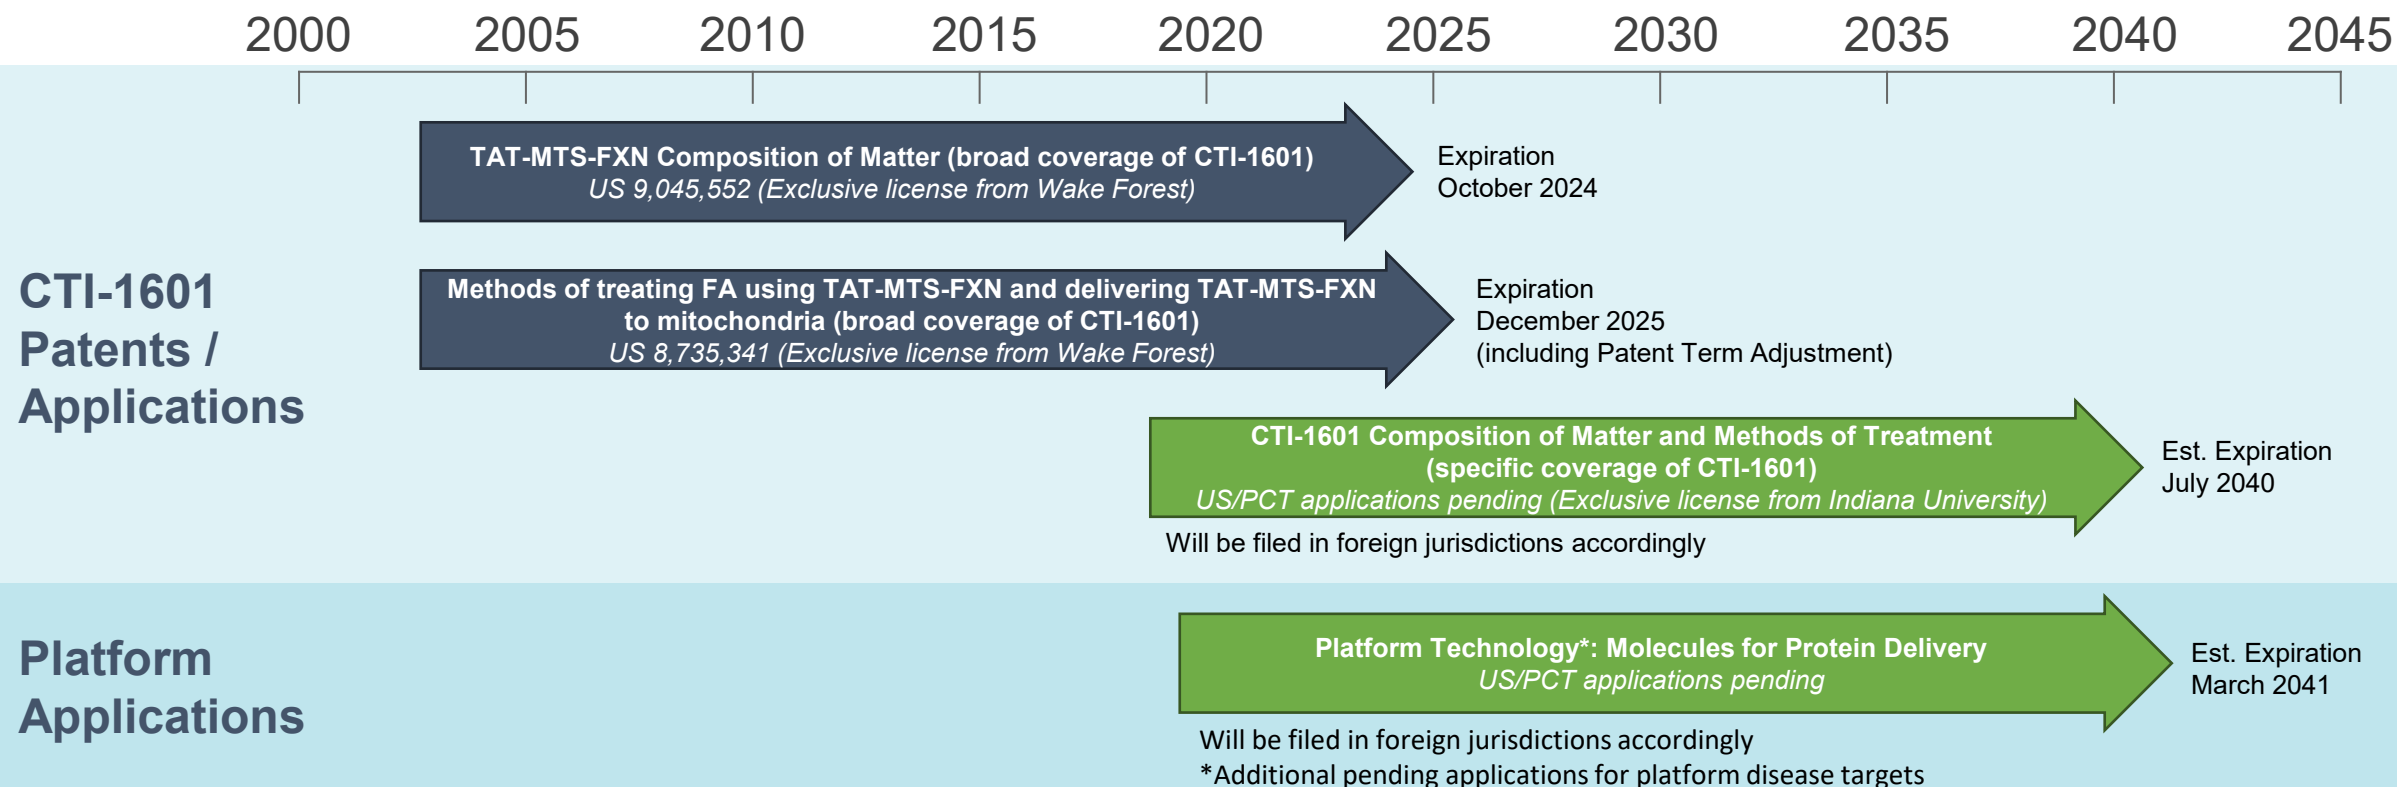 2000 2005 2010 2015 2020 2025 2030 2035 2040 2045
CTI-1601
Patents /
Applications
TAT-MTS-FXN Composition of Matter (broad coverage of CTI-1601)
US 9,045,552 (Exclusive license from Wake Forest)
Expiration
October 2024
Methods of treating FA using TAT-MTS-FXN and delivering TAT-MTS-FXN
to mitochondria (broad coverage of CTI-1601)
US 8,735,341 (Exclusive license from Wake Forest)
Expiration
December 2025
(including Patent Term Adjustment)
CTI-1601 Composition of Matter and Methods of Treatment
(specific coverage of CTI-1601)
US/PCT applications pending (Exclusive license from Indiana University)
Est. Expiration
July 2040
Will be filed in foreign jurisdictions accordingly
Platform
Applications
Platform Technology*: Molecules for Protein Delivery
US/PCT applications pending
Est. Expiration
March 2041
Will be filed in foreign jurisdictions accordingly
*Additional pending applications for platform disease targets